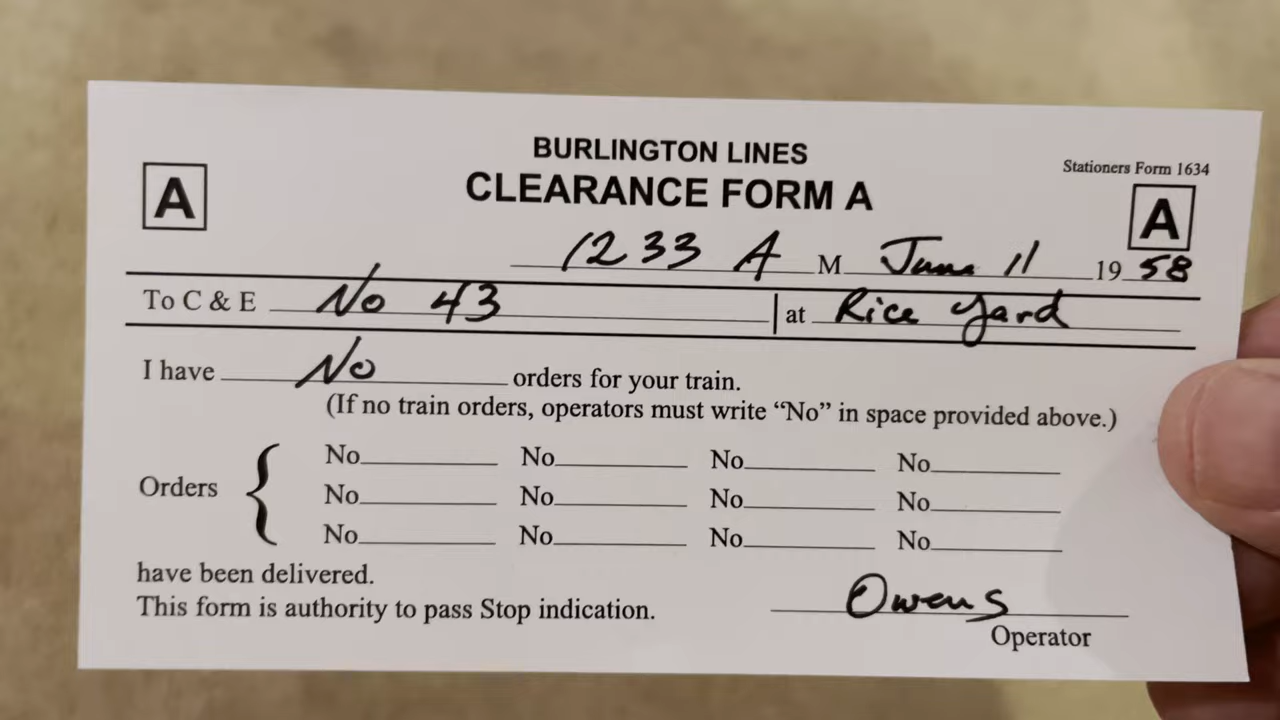 BURLINGTON LINES
Stationers Form 1634
A CLEARANCE FORM A A
1233 A M June 11 19 58
To C & E No 43 at Rice Yard
I have No orders for your train.
(If no train orders, operators must write “No” in space provided above.)
No No No No
Orders No No No No
No No No No
have been delivered.
This form is authority to pass Stop indication. Owens
Operator